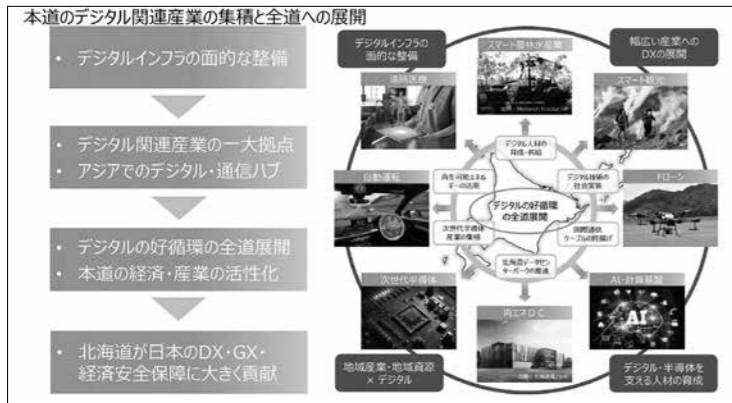 本道のデジタル関連産業の集積と全道への展開
・ デジタルインフラの面的な整備
・ デジタル関連産業の一大拠点
・ アジアでのデジタル・通信ハブ
・ デジタルの好循環の全道展開
・ 本道の経済・産業の活性化
・ 北海道が日本のDX・GX・
経済安全保障に大きく貢献
デジタルインフラの
面的な整備
スマート農林水産業
幅広い産業への
DXの展開
遠隔医療
スマート観光
デジタル人材の
育成・供給
自動運転
再生可能エネル
ギーの活用
デジタル技術の
社会実装
ドローン
デジタルの好循環
の全道展開
次世代半導体
産業の集積
国際通信
ケーブルの陸揚げ
北海道データセン
ターパークの推進
次世代半導体
再エネDC
AI・計算基盤
AI
地域産業・地域資源
× デジタル
デジタル・半導体を
支える人材の育成